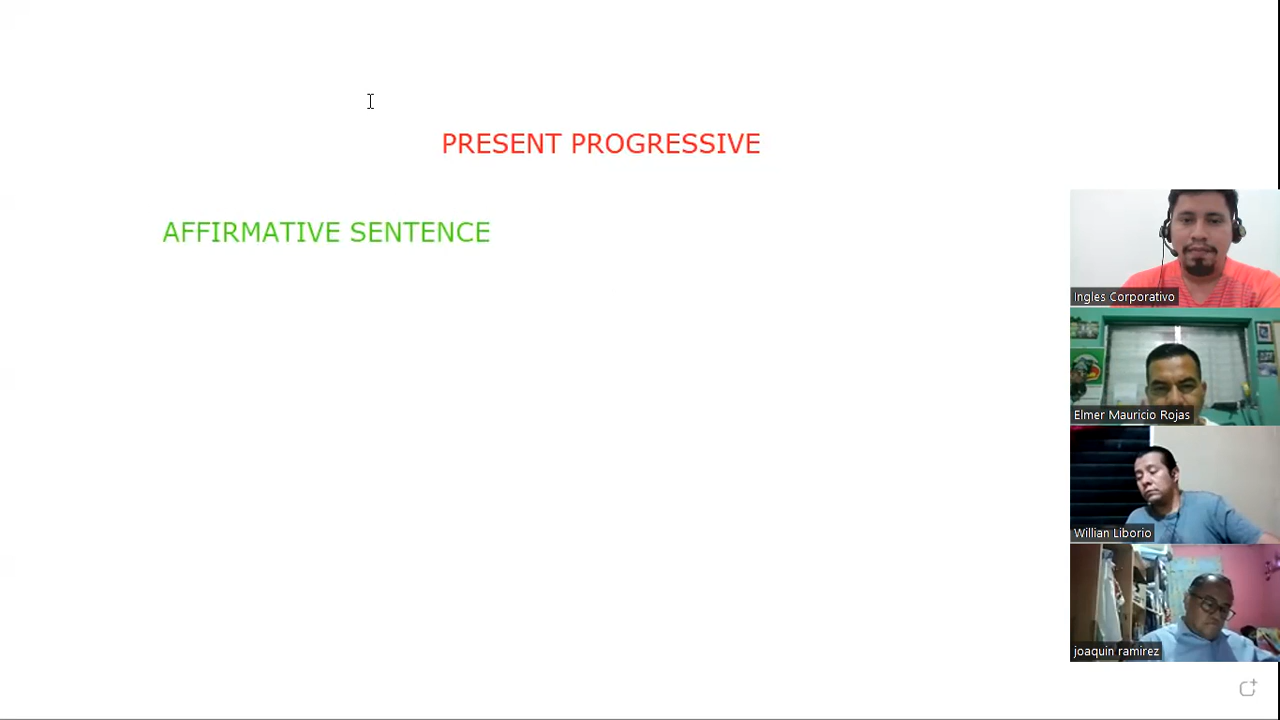 PRESENT PROGRESSIVE
AFFIRMATIVE SENTENCE
Ingles Corporativo
Elmer Mauricio Rojas
Willian Liborio
joaquin ramirez